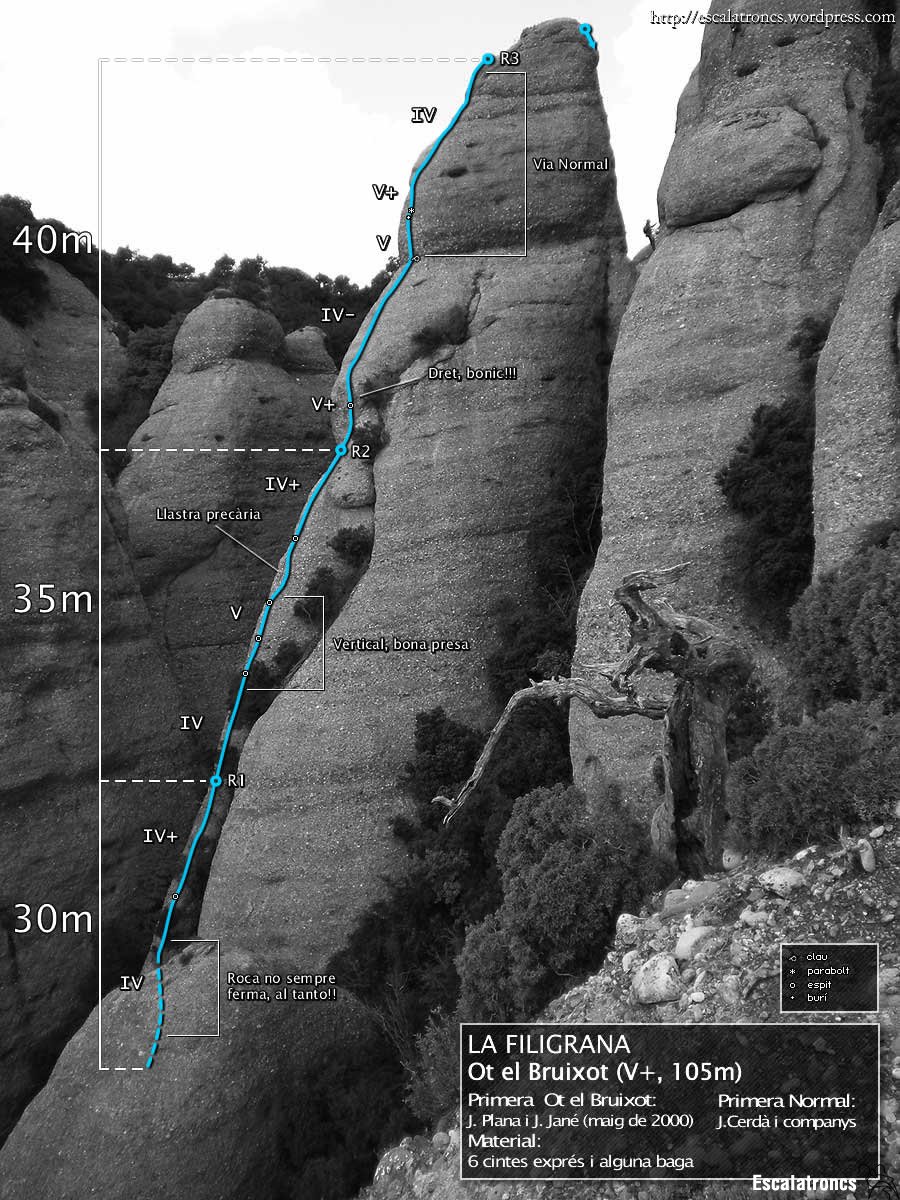 http://escalatroncs.wordpress.com
R3
IV
Via Normal
V+
40m
V
IV-
Dret, bonic!!!
V+
R2
IV+
Llastra precària
35m
V
Vertical, bona presa
IV
R1
IV+
30m
IV
Roca no sempre
ferma, al tanto!!
clau
parabolt
espit
burí
LA FILIGRANA
Ot el Bruixot (V+, 105m)
Primera Ot el Bruixot:
J. Plana i J. Jané (maig de 2000)
Primera Normal:
J.Cerdà i companys
Material:
6 cintes exprés i alguna baga
Escalatroncs